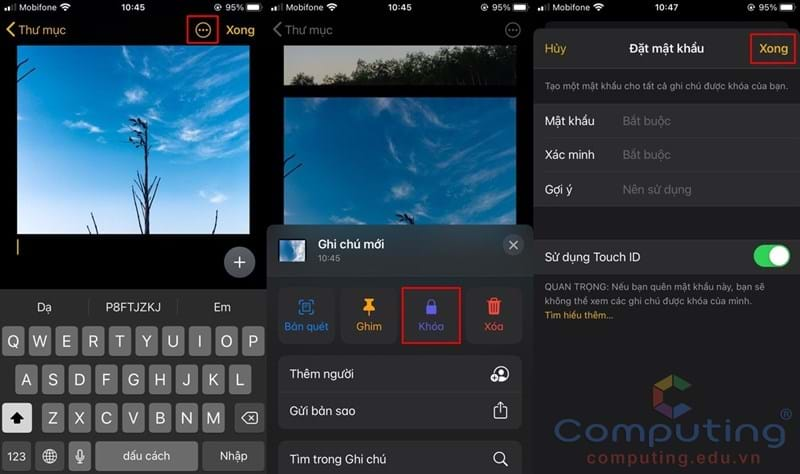 Mobifone 10:45 95%
Thư mục Xong
Dạ P8FTJZKJ Em
Q W E R T Y U I O P
A S D F G H J K L
Z X C V B N M
123 dấu cách Nhập
Mobifone 10:45 95%
Thư mục
Ghi chú mới
10:45
Bản quét Ghim Khóa Xóa
Thêm người
Gửi bản sao
Tìm trong Ghi chú
Mobifone 10:47 95%
Hủy Đặt mật khẩu Xong
Tạo một mật khẩu cho tất cả ghi chú được khóa của bạn.
Mật khẩu Bắt buộc
Xác minh Bắt buộc
Gợi ý Nên sử dụng
Sử dụng Touch ID
QUAN TRỌNG: Nếu bạn quên mật khẩu này, bạn sẽ
không thể xem các ghi chú được khóa của mình.
Tìm hiểu thêm...
Computing®
computing.edu.vn